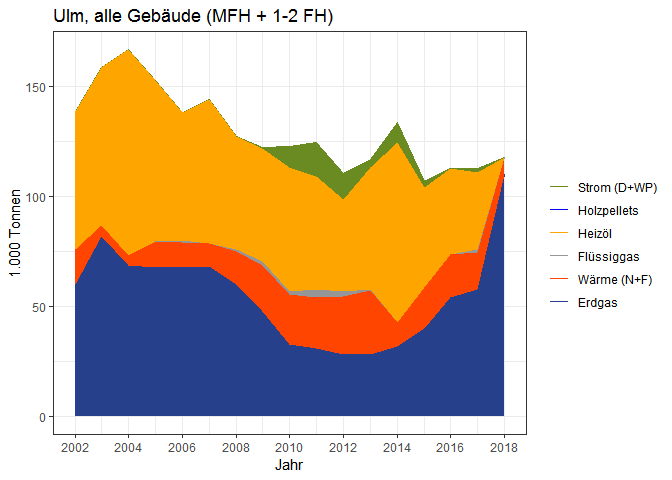 Ulm, alle Gebäude (MFH + 1-2 FH)
1.000 Tonnen
150
100
50
0
2002 2004 2006 2008 2010 2012 2014 2016 2018
Jahr
Strom (D+WP)
Holzpellets
Heizöl
Flüssiggas
Wärme (N+F)
Erdgas